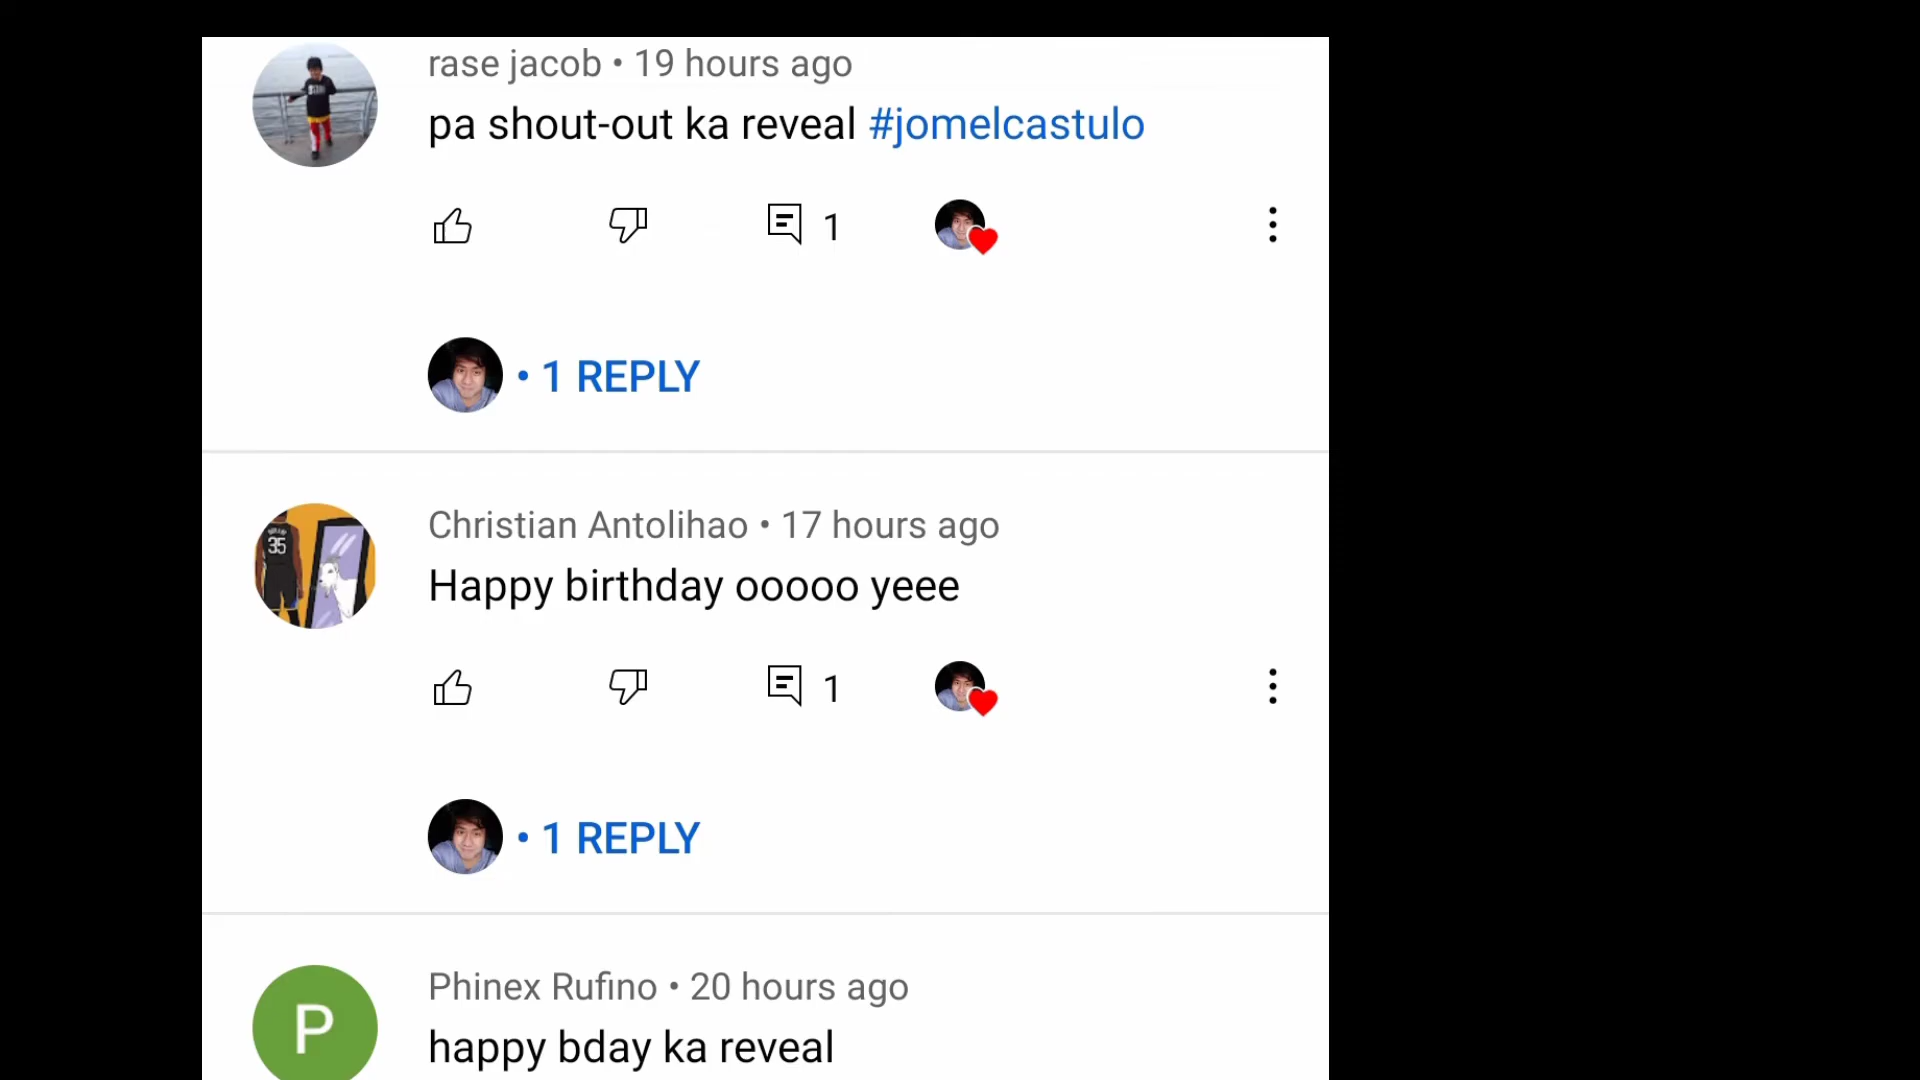 rase jacob • 19 hours ago
pa shout-out ka reveal #jomelcastulo
1
• 1 REPLY
35
Christian Antolihao • 17 hours ago
Happy birthday ooooo yeee
1
• 1 REPLY
P
Phinex Rufino • 20 hours ago
happy bday ka reveal